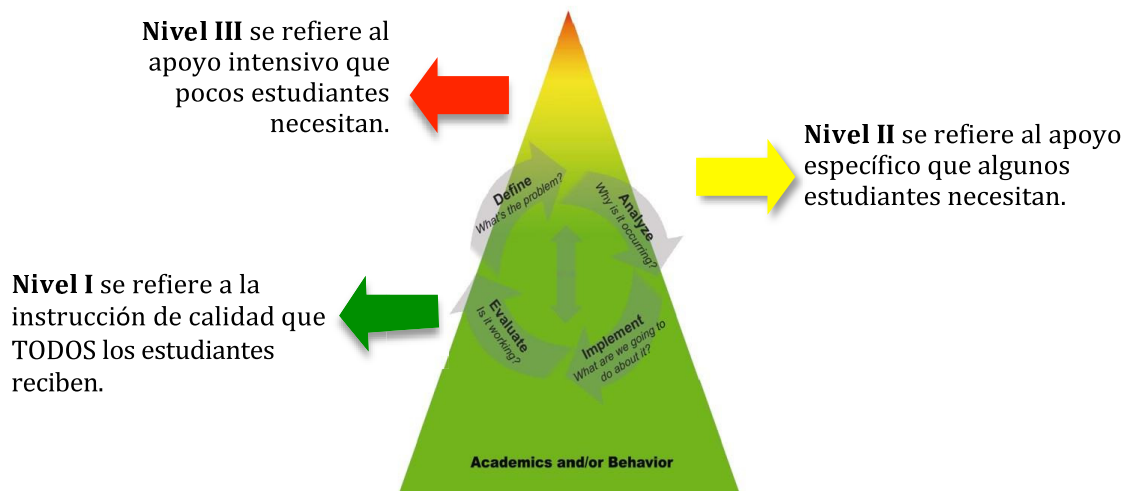 Nivel III se refiere al
apoyo intensivo que
pocos estudiantes
necesitan.
Nivel II se refiere al apoyo
específico que algunos
estudiantes necesitan.
Define
What's the problem?
Analyze
Why is it occurring?
Nivel I se refiere a la
instrucción de calidad que
TODOS los estudiantes
reciben.
Evaluate
Is it working?
Implement
What are we going to
do about it?
Academics and/or Behavior